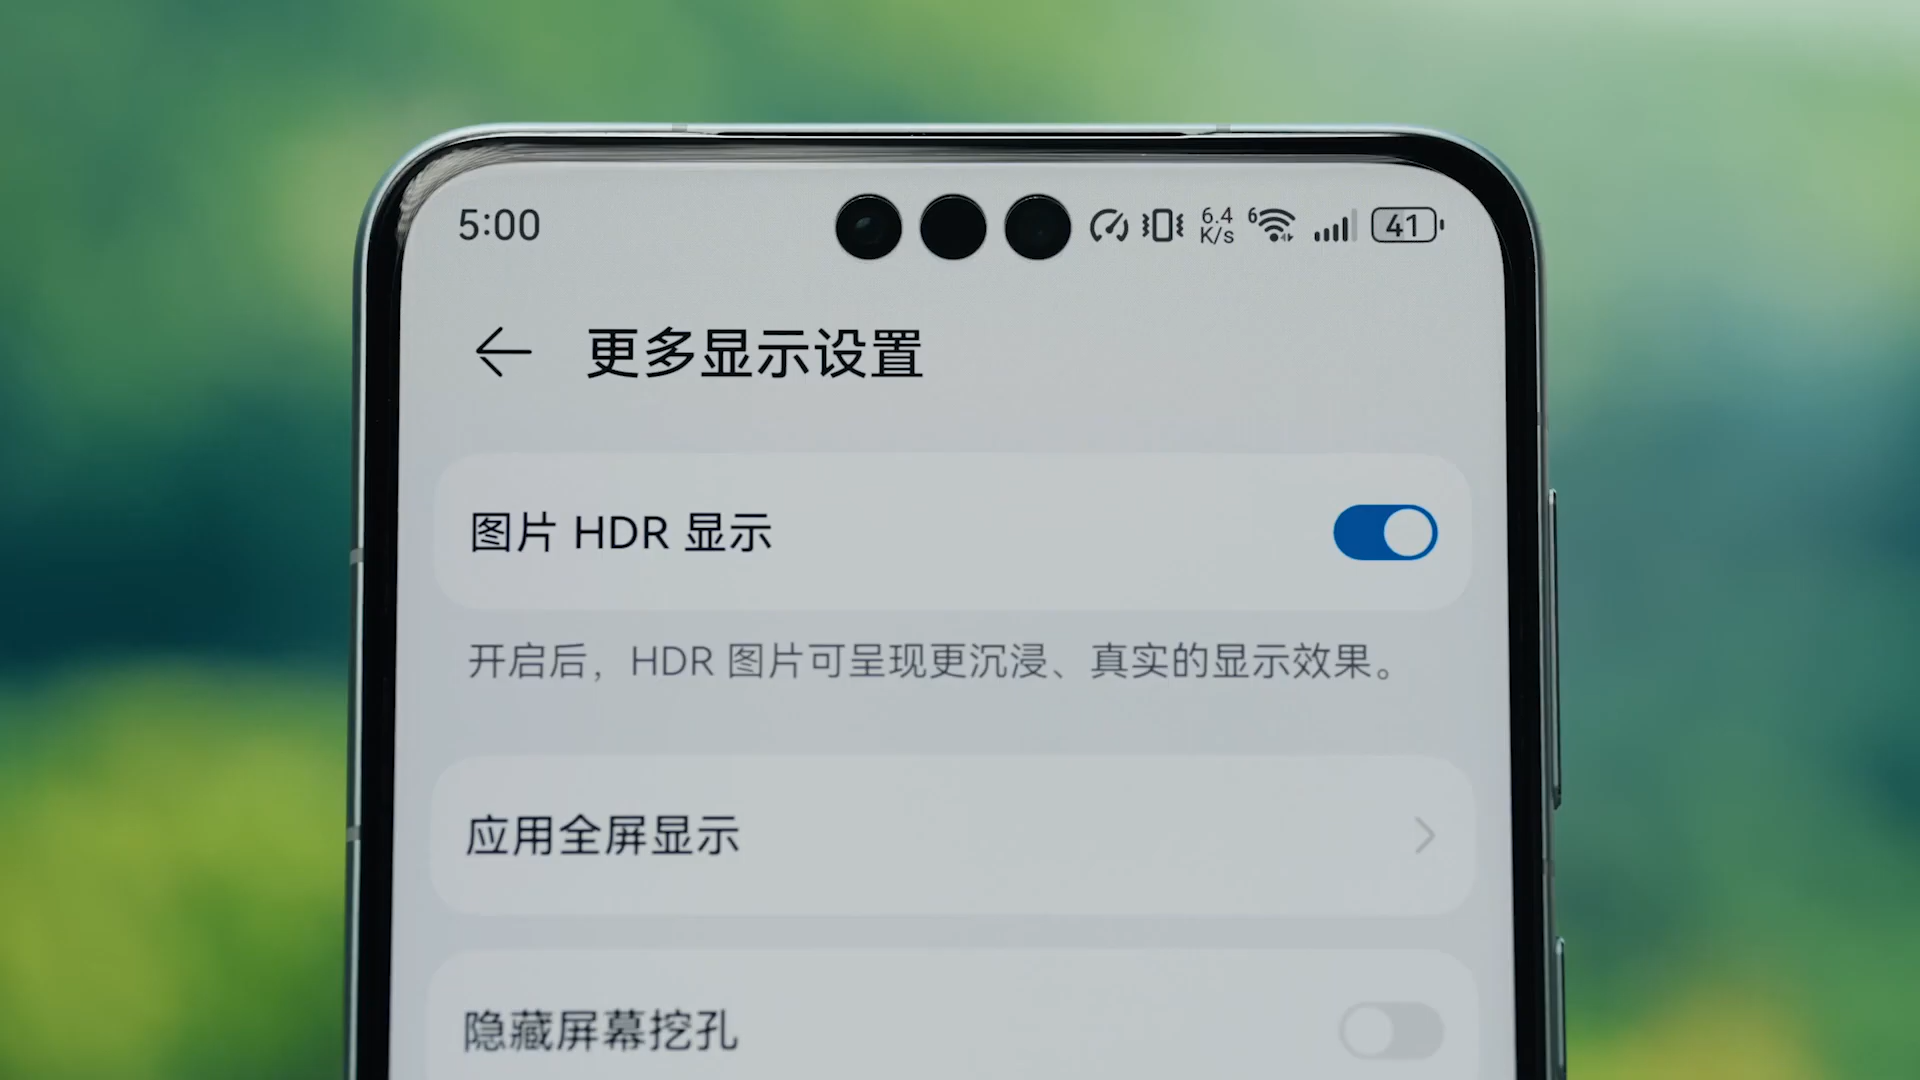 5:00
6.4 K/s
6
41
更多显示设置
图片 HDR 显示
开启后，HDR 图片可呈现更沉浸、真实的显示效果。
应用全屏显示
隐藏屏幕挖孔